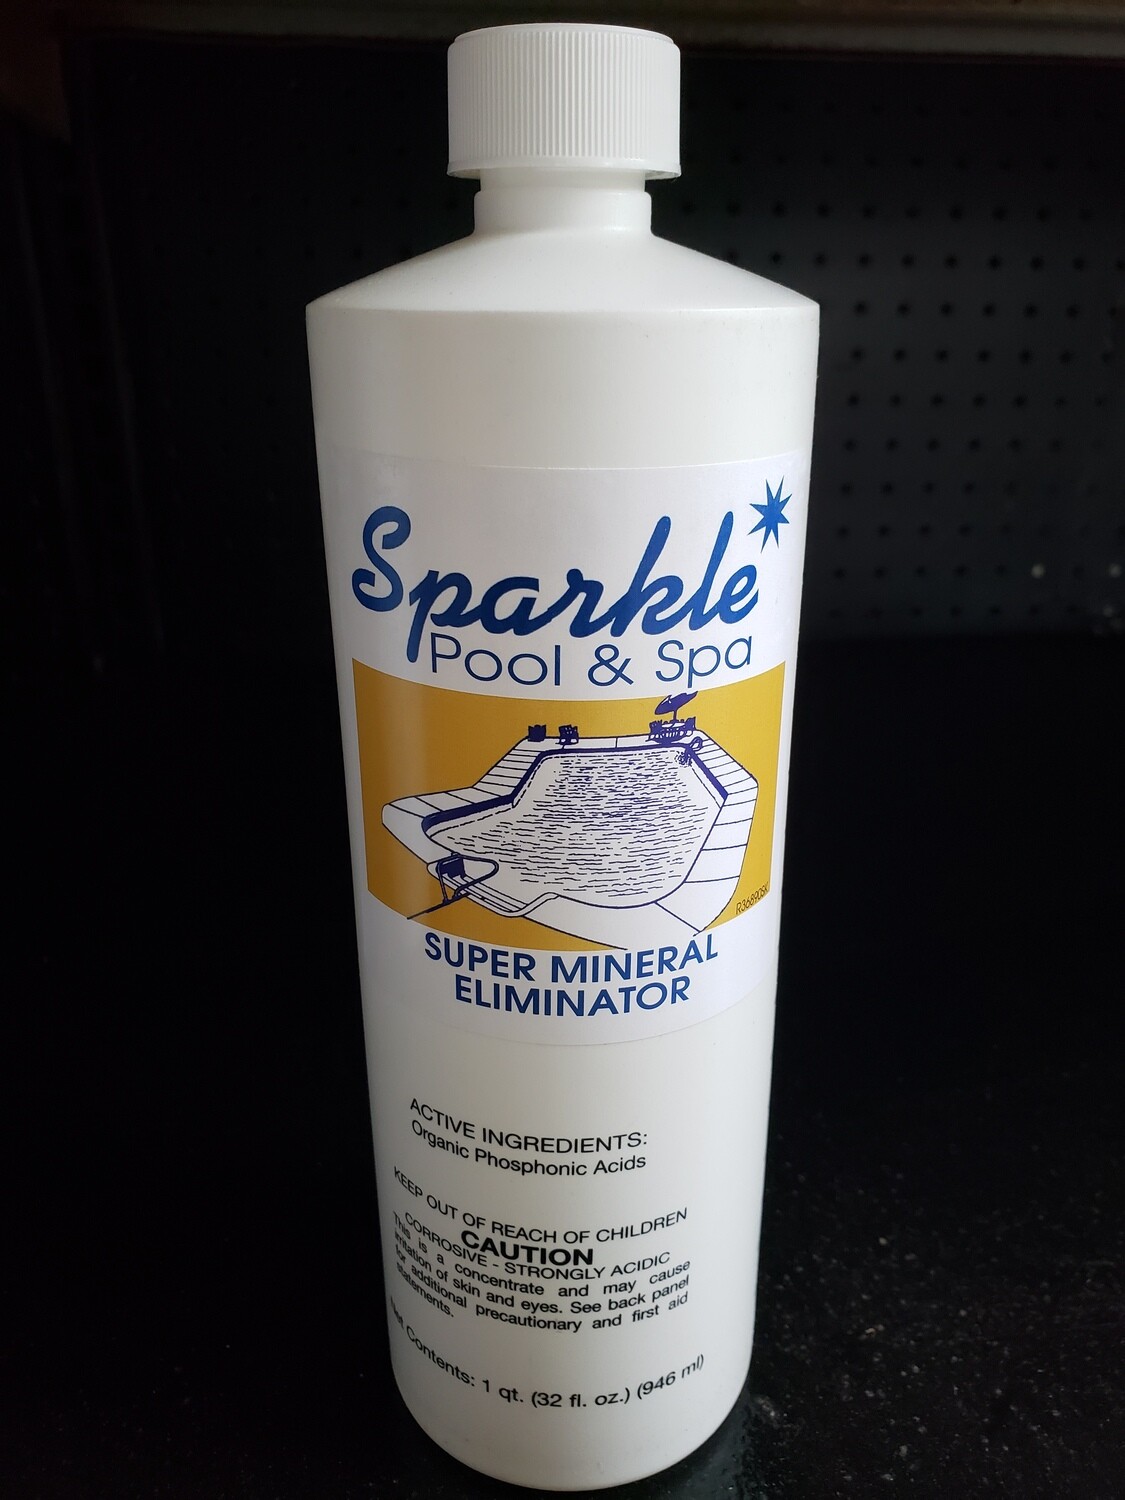 Sparkle
Pool & Spa
R36890SK
SUPER MINERAL
ELIMINATOR
ACTIVE INGREDIENTS:
Organic Phosphonic Acids
KEEP OUT OF REACH OF CHILDREN
CAUTION
CORROSIVE - STRONGLY ACIDIC
This is a concentrate and may cause
irritation of skin and eyes. See back panel
for additional precautionary and first aid
statements.
Net Contents: 1 qt. (32 fl. oz.) (946 ml)